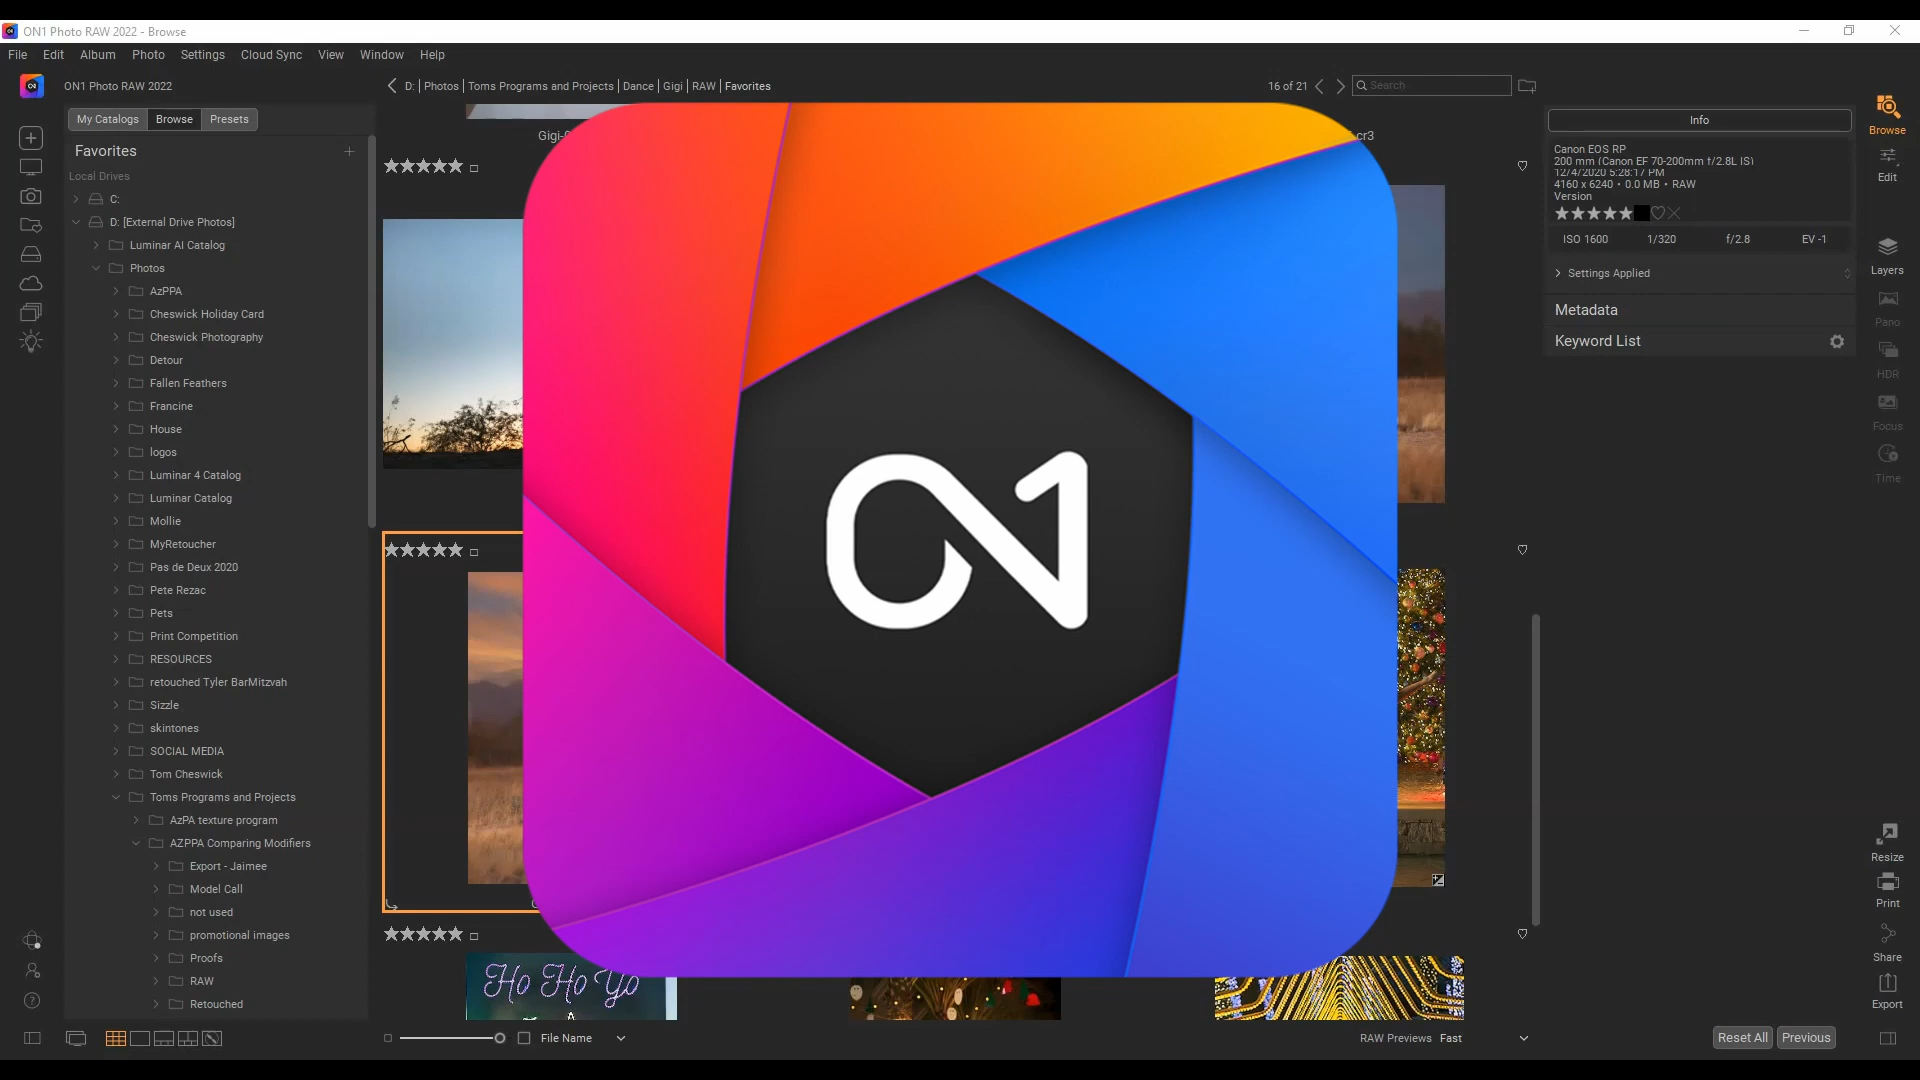 ON1 Photo RAW 2022 - Browse
File Edit Album Photo Settings Cloud Sync View Window Help
ON1 Photo RAW 2022
D: Photos Toms Programs and Projects Dance Gigi RAW Favorites
16 of 21
Search
My Catalogs Browse Presets
Favorites
Local Drives
C:
D: [External Drive Photos]
Luminar AI Catalog
Photos
AzPPA
Cheswick Holiday Card
Cheswick Photography
Detour
Fallen Feathers
Francine
House
logos
Luminar 4 Catalog
Luminar Catalog
Mollie
MyRetoucher
Pas de Deux 2020
Pete Rezac
Pets
Print Competition
RESOURCES
retouched Tyler BarMitzvah
Sizzle
skintones
SOCIAL MEDIA
Tom Cheswick
Toms Programs and Projects
AzPA texture program
AZPPA Comparing Modifiers
Export - Jaimee
Model Call
not used
promotional images
Proofs
RAW
Retouched
.cr3
ON1
Ho Ho Yo
File Name
RAW Previews Fast
Info
Canon EOS RP
200 mm (Canon EF 70-200mm f/2.8L IS)
12/4/2020 5:28:17 PM
4160 x 6240 • 0.0 MB • RAW
Version
ISO 1600 1/320 f/2.8 EV -1
Settings Applied
Metadata
Keyword List
Reset All Previous
Browse
Edit
Layers
Pano
HDR
Focus
Time
Resize
Print
Share
Export